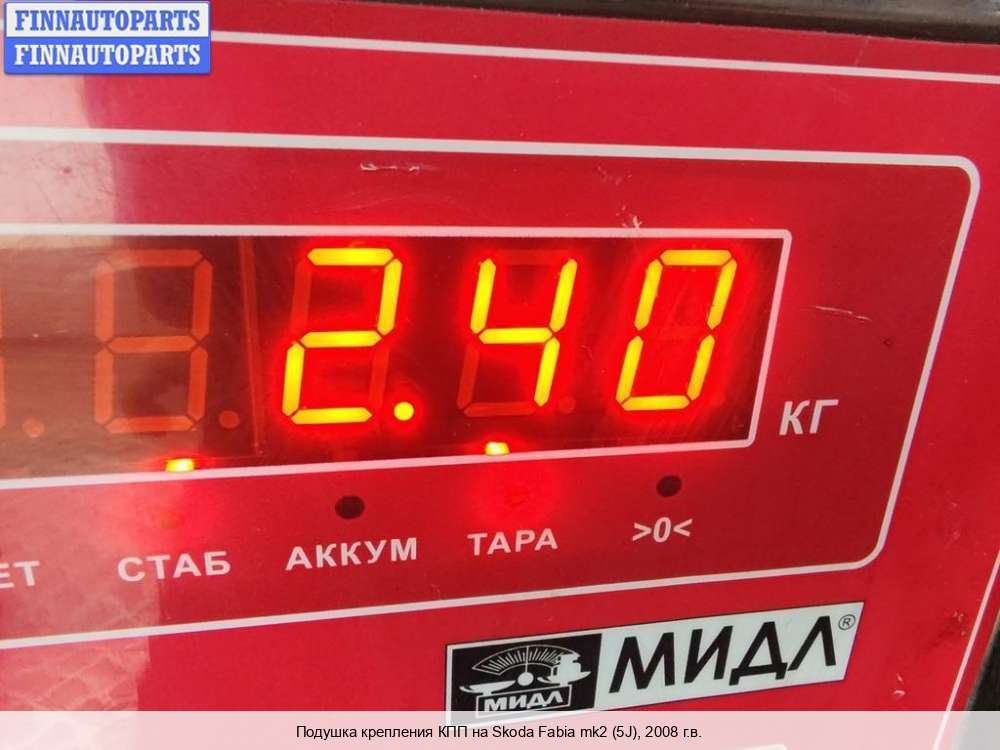 FINNAUTOPARTS
FINNAUTOPARTS
2.40
КГ
СТАБ АККУМ ТАРА >0<
МИДЛ МИДЛ®
Подушка крепления КПП на Skoda Fabia mk2 (5J), 2008 г.в.